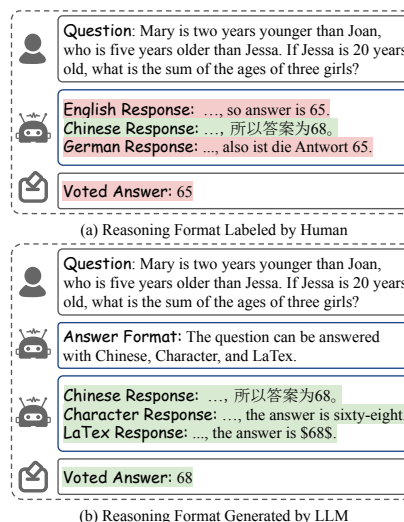 Question: Mary is two years younger than Joan,
who is five years older than Jessa. If Jessa is 20 years
old, what is the sum of the ages of three girls?
English Response: ..., so answer is 65.
Chinese Response: ..., 所以答案为68。
German Response: ..., also ist die Antwort 65.
Voted Answer: 65
(a) Reasoning Format Labeled by Human
Question: Mary is two years younger than Joan,
who is five years older than Jessa. If Jessa is 20 years
old, what is the sum of the ages of three girls?
Answer Format: The question can be answered
with Chinese, Character, and LaTex.
Chinese Response: ..., 所以答案为68。
Character Response: ..., the answer is sixty-eight.
LaTex Response: ..., the answer is $68$.
Voted Answer: 68
(b) Reasoning Format Generated by LLM